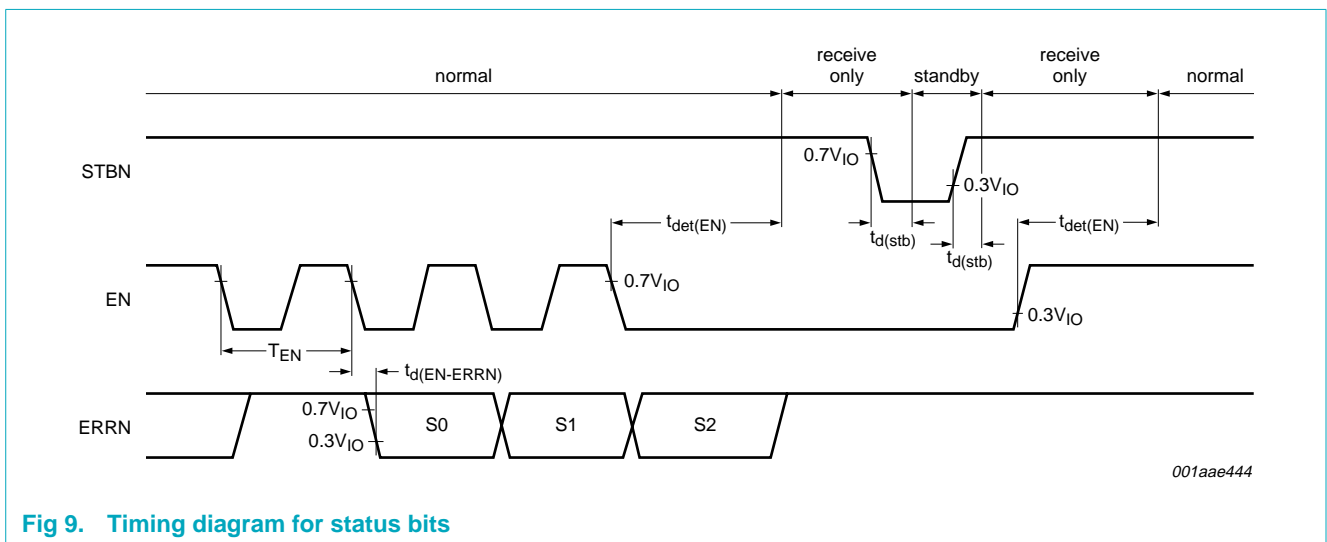 receive
only
receive
only
normal
standby
normal
STBN
0.7VIO
0.3VIO
tdet(EN)
td(stb)
td(stb)
tdet(EN)
EN
0.7VIO
0.3VIO
TEN
td(EN-ERRN)
ERRN
0.7VIO
0.3VIO
S0
S1
S2
001aae444
Fig 9. Timing diagram for status bits